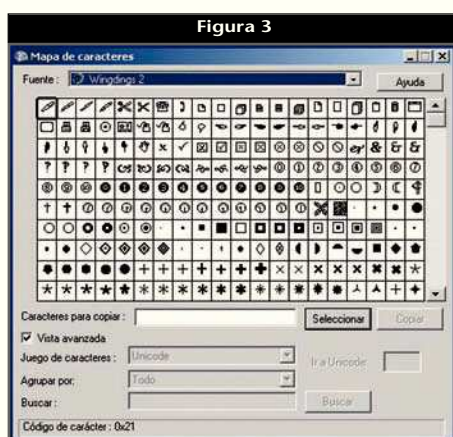 Figura 3
Mapa de caracteres
Fuente : Wingdings 2 Ayuda
Caracteres para copiar : Seleccionar Copiar
Vista avanzada
Juego de caracteres : Unicode Ir a Unicode:
Agrupar por: Todo
Buscar : Buscar
Código de carácter : 0x21